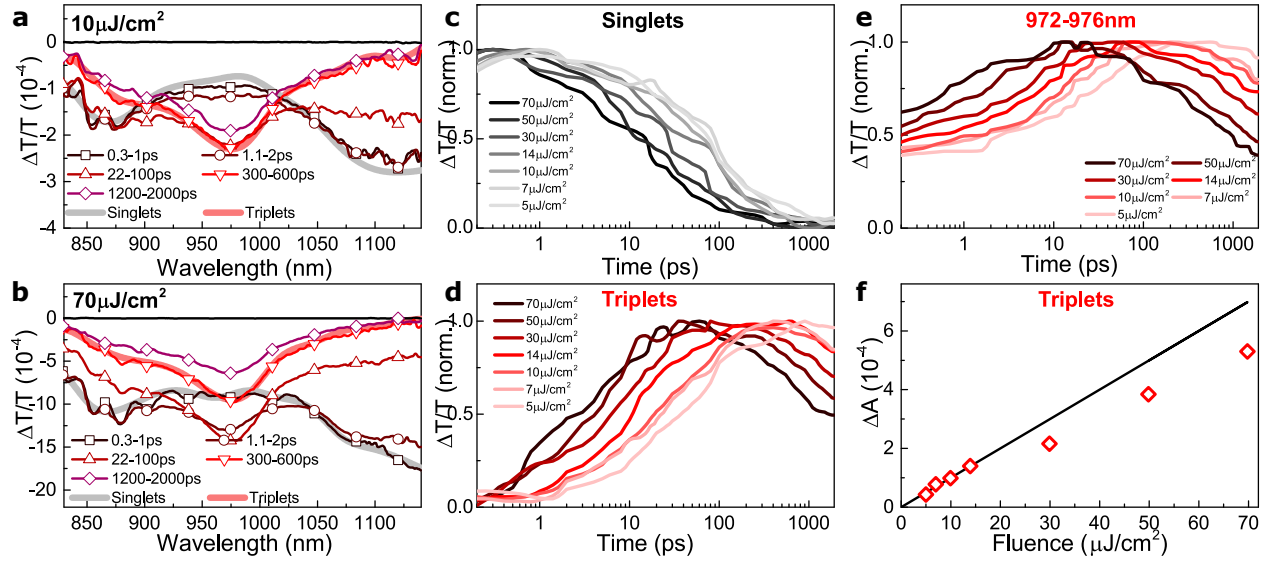 a
10μJ/cm²
0
-1
-2
-3
-4
ΔT/T (10⁻⁴)
0.3-1ps
1.1-2ps
22-100ps
300-600ps
1200-2000ps
Singlets
Triplets
850 900 950 1000 1050 1100
Wavelength (nm)
b
70μJ/cm²
0
-5
-10
-15
-20
ΔT/T (10⁻⁴)
0.3-1ps
1.1-2ps
22-100ps
300-600ps
1200-2000ps
Singlets
Triplets
850 900 950 1000 1050 1100
Wavelength (nm)
c
Singlets
1.0
0.5
0.0
ΔT/T (norm.)
70μJ/cm²
50μJ/cm²
30μJ/cm²
14μJ/cm²
10μJ/cm²
7μJ/cm²
5μJ/cm²
1 10 100 1000
Time (ps)
d
Triplets
1.0
0.5
0.0
ΔT/T (norm.)
70μJ/cm²
50μJ/cm²
30μJ/cm²
14μJ/cm²
10μJ/cm²
7μJ/cm²
5μJ/cm²
1 10 100 1000
Time (ps)
e
972-976nm
1.0
0.5
0.0
ΔT/T (norm.)
70μJ/cm²
50μJ/cm²
30μJ/cm²
14μJ/cm²
10μJ/cm²
7μJ/cm²
5μJ/cm²
1 10 100 1000
Time (ps)
f
Triplets
6
4
2
0
ΔA (10⁻⁴)
0 10 20 30 40 50 60 70
Fluence (μJ/cm²)